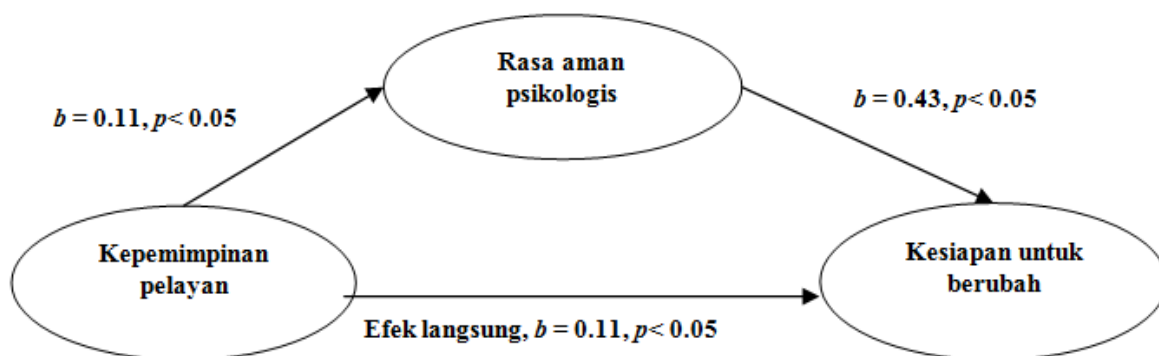 Rasa aman
psikologis
b = 0.11, p< 0.05
b = 0.43, p< 0.05
Kepemimpinan
pelayan
Kesiapan untuk
berubah
Efek langsung, b = 0.11, p< 0.05